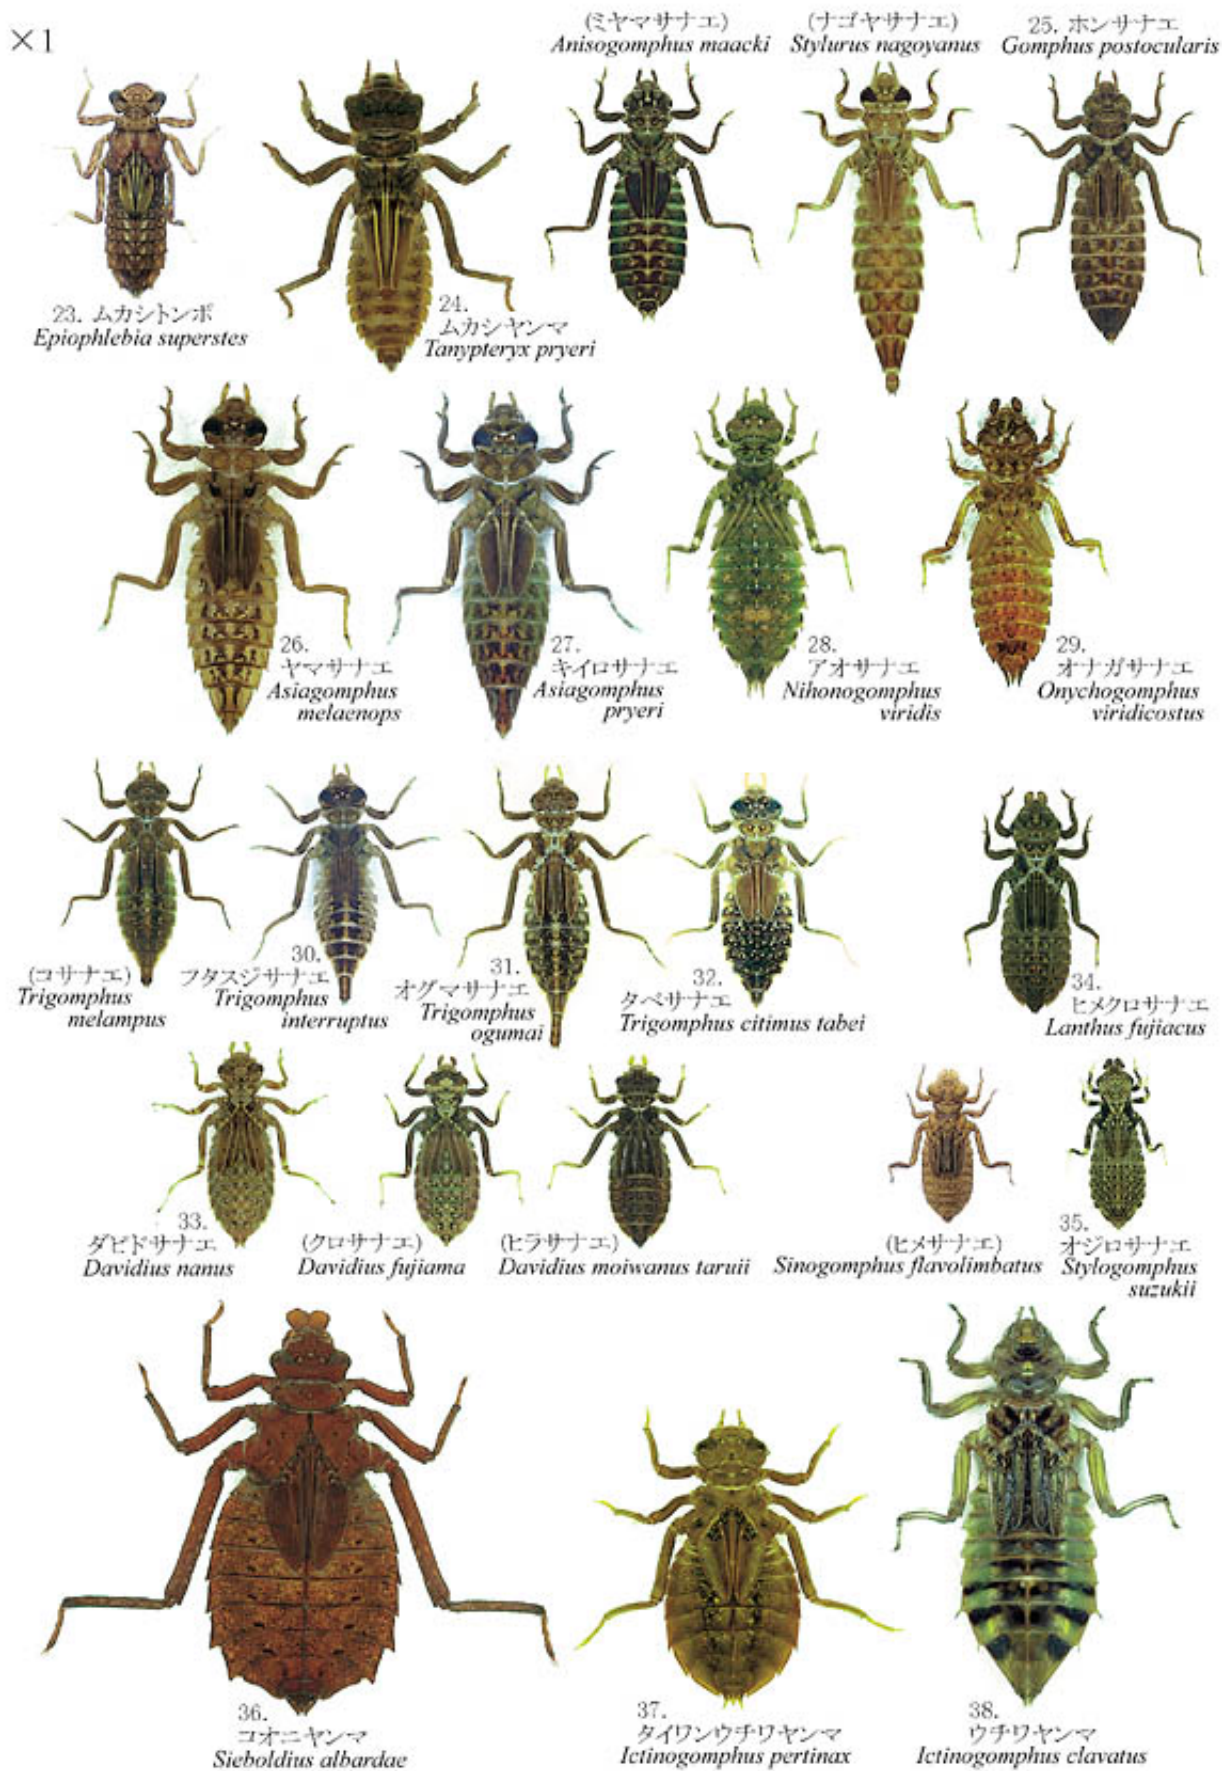 ×1
(ミヤマサナエ)
Anisogomphus maacki
(ナゴヤサナエ)
Stylurus nagoyanus
25. ホンサナエ
Gomphus postocularis
23. ムカシトンボ
Epiophlebia superstes
24.
ムカシヤンマ
Tanypteryx pryeri
26.
ヤマサナエ
Asiagomphus
melaenops
27.
キイロサナエ
Asiagomphus
pryeri
28.
アオサナエ
Nihonogomphus
viridis
29.
オナガサナエ
Onychogomphus
viridicostus
(コサナエ)
Trigomphus
melampus
30.
フタスジサナエ
Trigomphus
interruptus
31.
オグマサナエ
Trigomphus
ogumai
32.
タベサナエ
Trigomphus citimus tabei
34.
ヒメクロサナエ
Lanthus fujiacus
33.
ダビドサナエ
Davidius nanus
(クロサナエ)
Davidius fujiama
(ヒラサナエ)
Davidius moiwanus taruii
(ヒメサナエ)
Sinogomphus flavolimbatus
35.
オジロサナエ
Stylogomphus
suzukii
36.
コオニヤンマ
Sieboldius albardae
37.
タイワンウチワヤンマ
Ictinogomphus pertinax
38.
ウチワヤンマ
Ictinogomphus clavatus